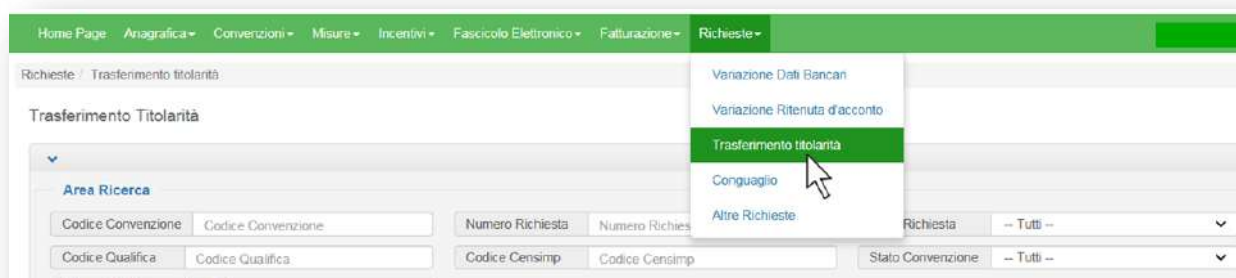 Home Page Anagrafica Convenzioni Misure Incentivi Fascicolo Elettronico Fatturazione Richieste
Richieste / Trasferimento titolarità
Variazione Dati Bancari
Variazione Ritenuta d'acconto
Trasferimento titolarità
Conguaglio
Altre Richieste
Trasferimento Titolarità
Area Ricerca
Codice Convenzione Codice Convenzione Numero Richiesta Numero Richies Richiesta -- Tutti --
Codice Qualifica Codice Qualifica Codice Censimp Codice Censimp Stato Convenzione -- Tutti --